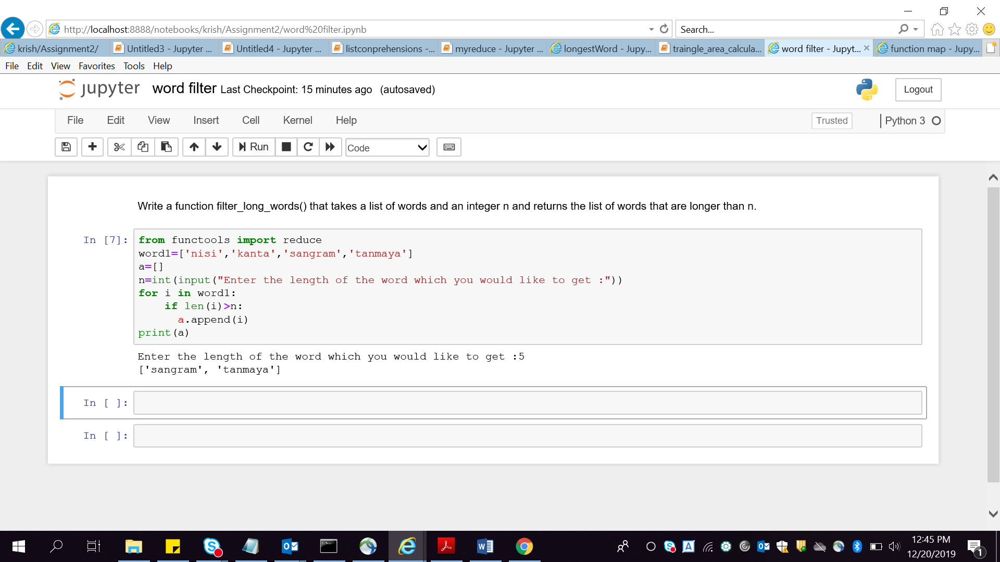 http://localhost:8888/notebooks/krish/Assignment2/word%20filter.ipynb
Search...
krish/Assignment2/
Untitled3 - Jupyter ...
Untitled4 - Jupyter ...
listconprehensions -...
myreduce - Jupyter ...
longestWord - Jupy...
traingle_area_calcula...
word filter - Jupyt...
function map - Jupy...
File Edit View Favorites Tools Help
jupyter word filter Last Checkpoint: 15 minutes ago (autosaved)
Logout
File Edit View Insert Cell Kernel Help
Trusted
Python 3
Run
Code
Write a function filter_long_words() that takes a list of words and an integer n and returns the list of words that are longer than n.
In [7]:
from functools import reduce
word1=['nisi','kanta','sangram','tanmaya']
a=[]
n=int(input("Enter the length of the word which you would like to get :"))
for i in word1:
    if len(i)>n:
      a.append(i)
print(a)
Enter the length of the word which you would like to get :5
['sangram', 'tanmaya']
In [ ]:
In [ ]:
12:45 PM
12/20/2019
1